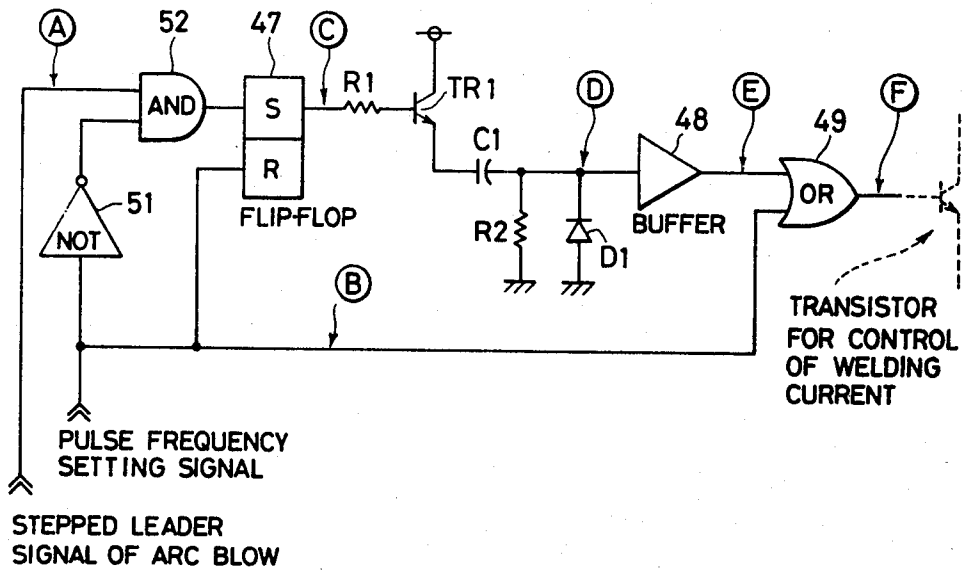 A
52
47
C
AND
S
R1
TR1
D
48
E
49
F
C1
R
51
NOT
FLIP-FLOP
R2
D1
BUFFER
OR
B
TRANSISTOR
FOR CONTROL
OF WELDING
CURRENT
PULSE FREQUENCY
SETTING SIGNAL
STEPPED LEADER
SIGNAL OF ARC BLOW